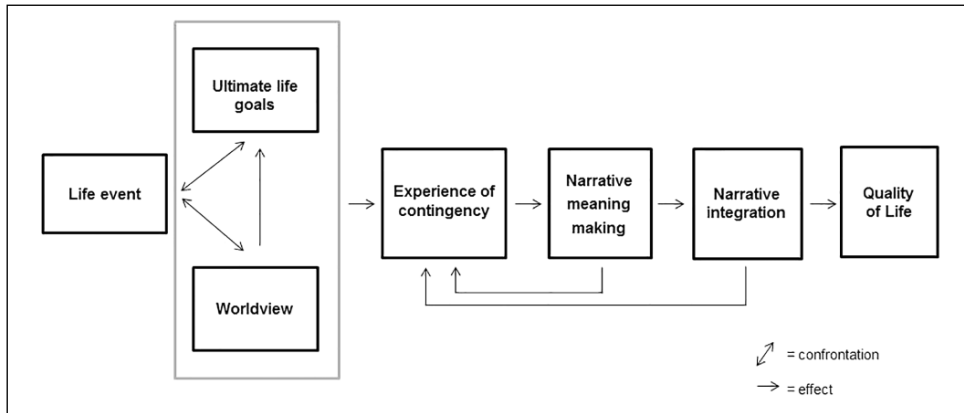 Ultimate life
goals
Life event
Worldview
Experience of
contingency
Narrative
meaning
making
Narrative
integration
Quality
of Life
= confrontation
= effect